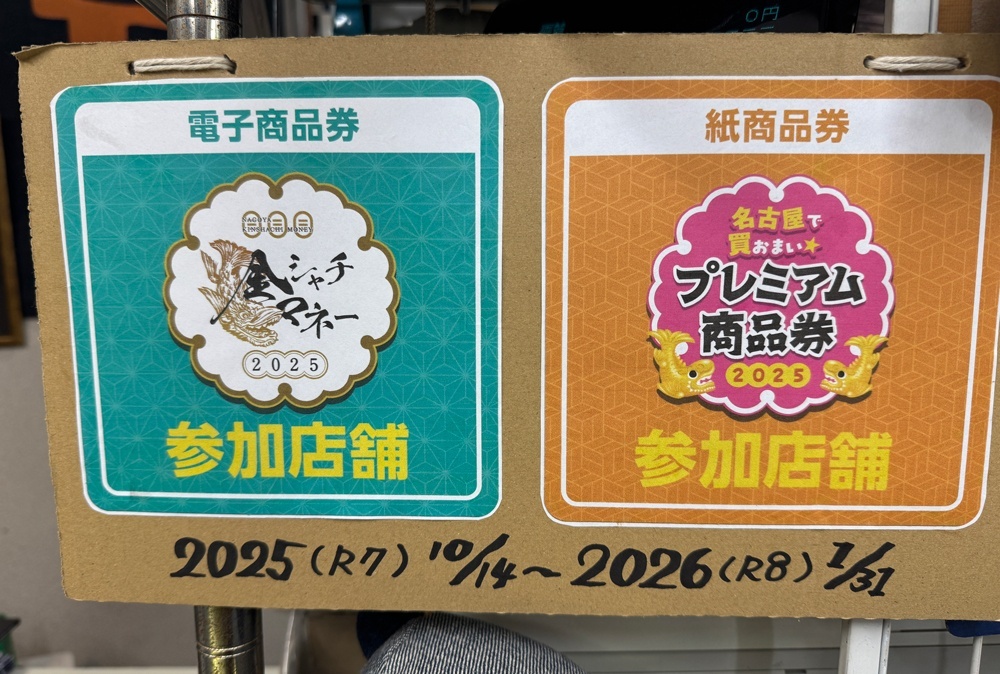 0円
電子商品券
NAGOYA
KINSHACHI MONEY
金シャチ
マネー
2025
参加店舗
紙商品券
名古屋で
買おまい★
プレミアム
商品券
2025
参加店舗
2025(R7) 10/14~2026(R8) 1/31